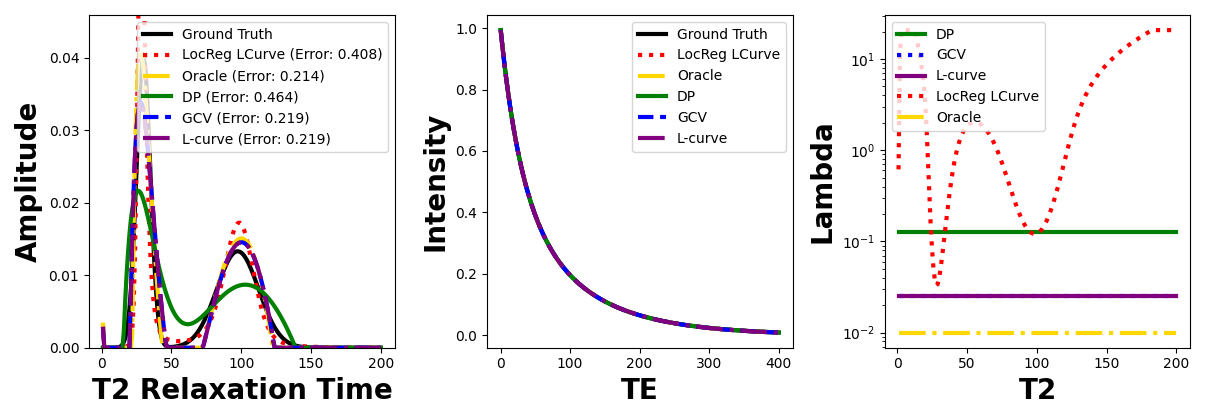 Amplitude
0.04
0.03
0.02
0.01
0.00
0
50
100
150
200
T2 Relaxation Time
Ground Truth
LocReg LCurve (Error: 0.408)
Oracle (Error: 0.214)
DP (Error: 0.464)
GCV (Error: 0.219)
L-curve (Error: 0.219)
Intensity
1.0
0.8
0.6
0.4
0.2
0.0
0
100
200
300
400
TE
Ground Truth
LocReg LCurve
Oracle
DP
GCV
L-curve
Lambda
10¹
10⁰
10⁻¹
10⁻²
0
50
100
150
200
T2
DP
GCV
L-curve
LocReg LCurve
Oracle